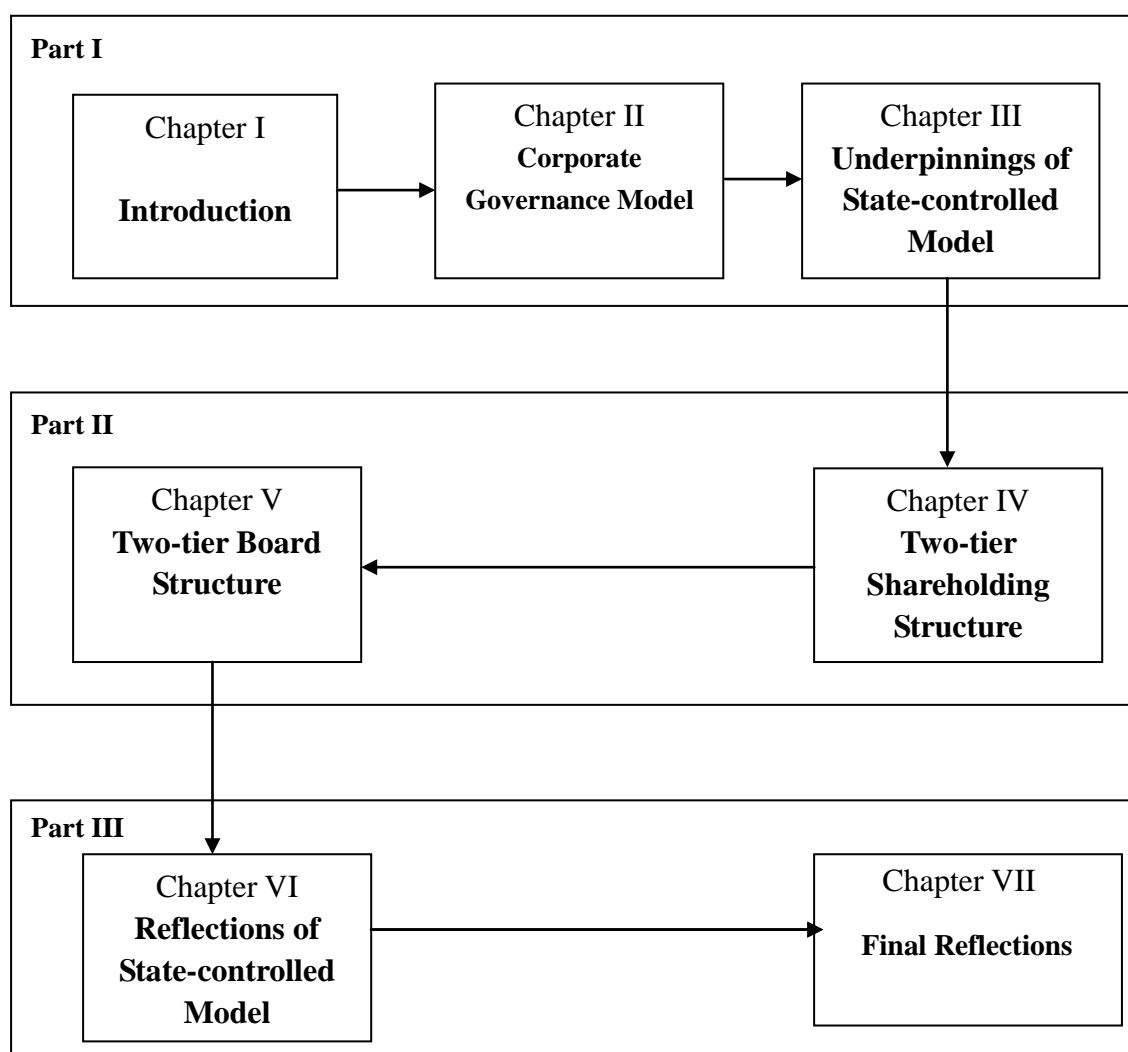 Part I
Chapter I
Introduction
Chapter II
Corporate
Governance Model
Chapter III
Underpinnings of
State-controlled
Model
Part II
Chapter V
Two-tier Board
Structure
Chapter IV
Two-tier
Shareholding
Structure
Part III
Chapter VI
Reflections of
State-controlled
Model
Chapter VII
Final Reflections